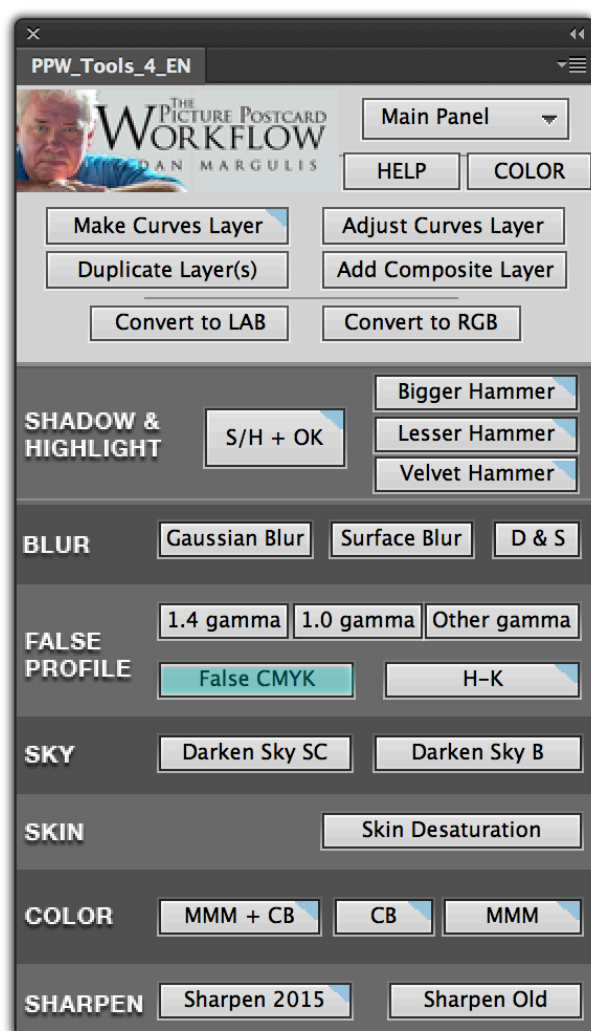 PPW_Tools_4_EN
THE
PICTURE POSTCARD
WORKFLOW
DAN MARGULIS
Main Panel
HELP COLOR
Make Curves Layer Adjust Curves Layer
Duplicate Layer(s) Add Composite Layer
Convert to LAB Convert to RGB
SHADOW &
HIGHLIGHT
S/H + OK
Bigger Hammer
Lesser Hammer
Velvet Hammer
BLUR Gaussian Blur Surface Blur D & S
FALSE
PROFILE
1.4 gamma 1.0 gamma Other gamma
False CMYK H-K
SKY Darken Sky SC Darken Sky B
SKIN Skin Desaturation
COLOR MMM + CB CB MMM
SHARPEN Sharpen 2015 Sharpen Old